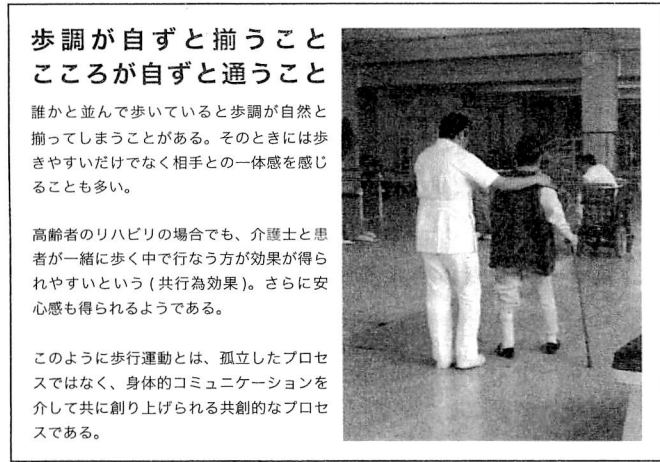 歩調が自ずと揃うこと
こころが自ずと通うこと
誰かと並んで歩いていると歩調が自然と
揃ってしまうことがある。そのときには歩
きやすいだけでなく相手との一体感を感じ
ることも多い。
高齢者のリハビリの場合でも、介護士と患
者が一緒に歩く中で行なう方が効果が得ら
れやすいという(共行為効果)。さらに安
心感も得られるようである。
このように歩行運動とは、孤立したプロセ
スではなく、身体的コミュニケーションを
介して共に創り上げられる共創的なプロセ
スである。